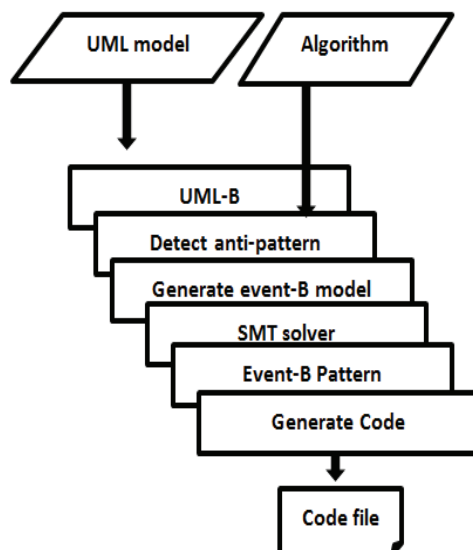 UML model
Algorithm
UML-B
Detect anti-pattern
Generate event-B model
SMT solver
Event-B Pattern
Generate Code
Code file